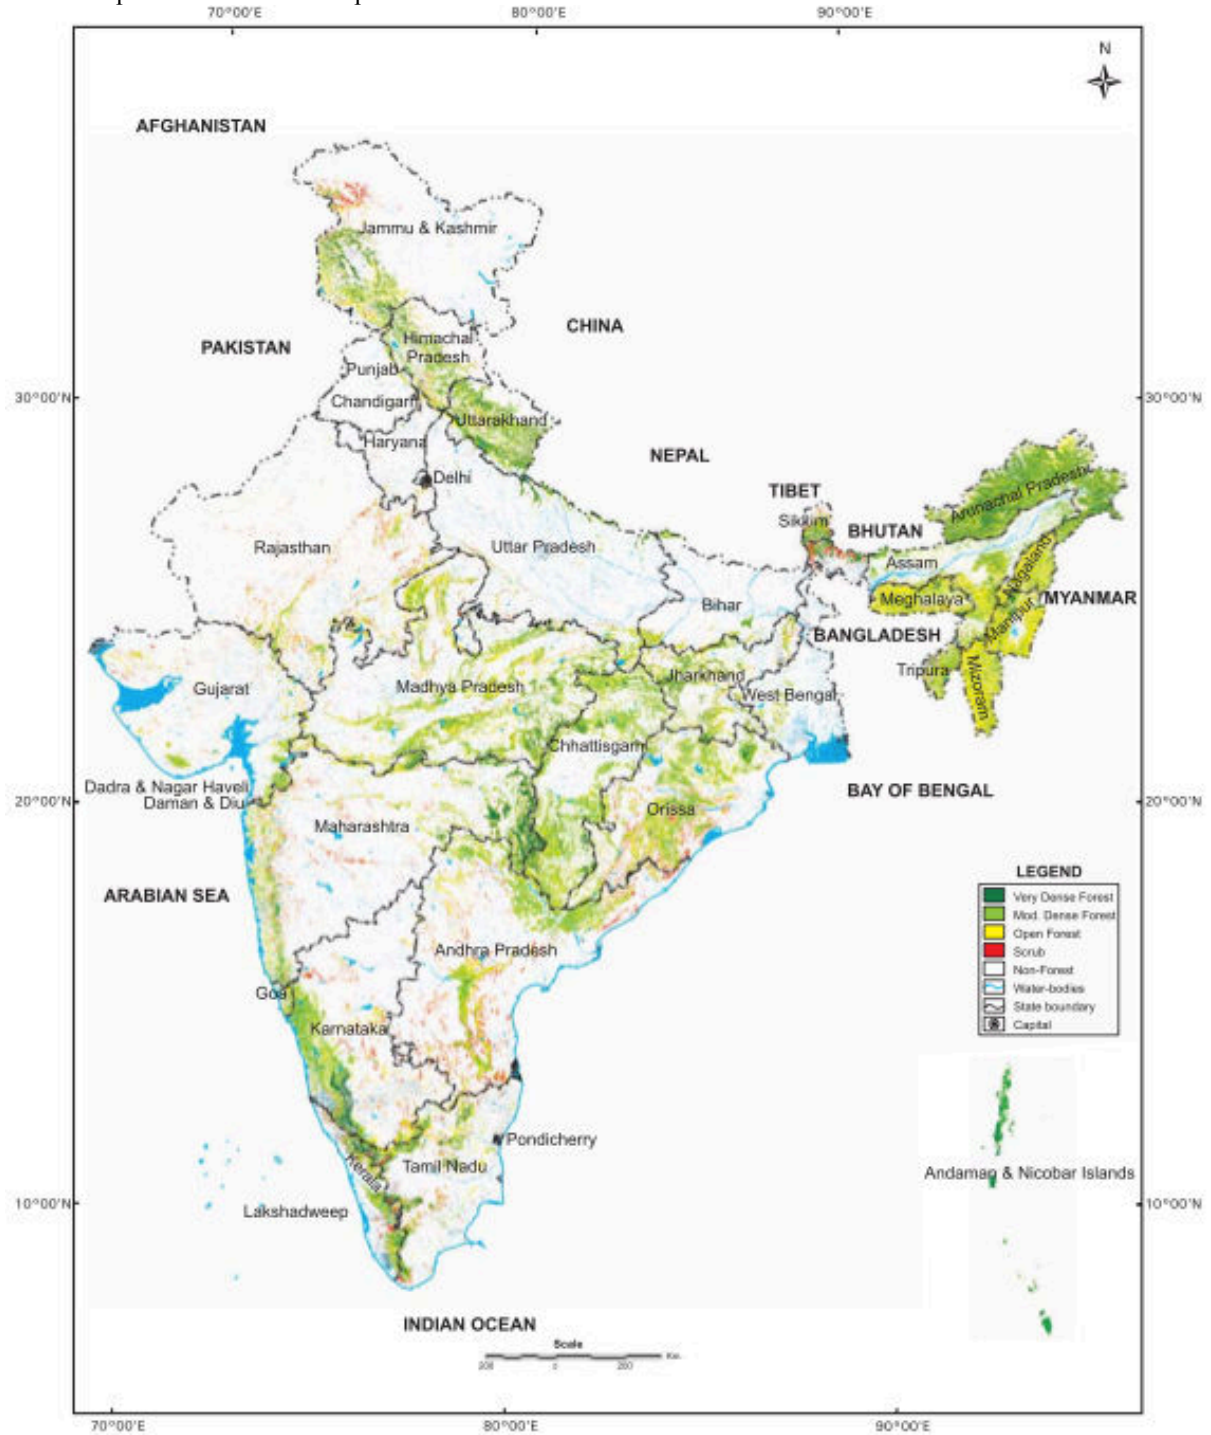 70°00'E 80°00'E 90°00'E
N
AFGHANISTAN
Jammu & Kashmir
CHINA
PAKISTAN
Himachal
Pradesh
Punjab
30°00'N
Chandigarh
30°00'N
Uttarakhand
Haryana
NEPAL
Delhi
TIBET
Arunachal Pradesh
Sikkim
BHUTAN
Rajasthan
Uttar Pradesh
Assam
Nagaland
Meghalaya
MYANMAR
Bihar
Manipur
BANGLADESH
Tripura
Jharkhand
Mizoram
Gujarat
Madhya Pradesh
West Bengal
Chhattisgarh
Dadra & Nagar Haveli
Daman & Diu
BAY OF BENGAL
20°00'N
20°00'N
Orissa
Maharashtra
ARABIAN SEA
LEGEND
Very Dense Forest
Mod. Dense Forest
Open Forest
Scrub
Non-Forest
Water-bodies
State boundary
Capital
Andhra Pradesh
Goa
Karnataka
Pondicherry
Kerala
Tamil Nadu
Andaman & Nicobar Islands
10°00'N
Lakshadweep
10°00'N
INDIAN OCEAN
Scale
200 0 200 Km.
70°00'E 80°00'E 90°00'E